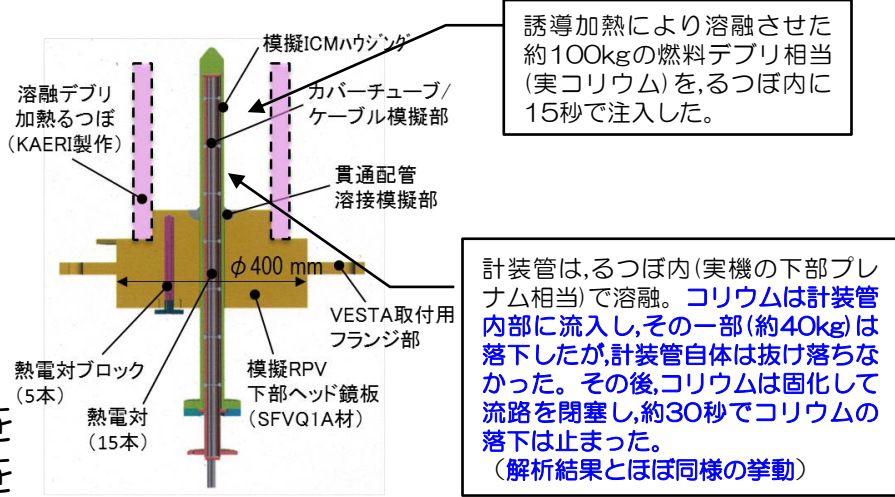 模擬ICMハウジング
溶融デブリ
加熱るつぼ
（KAERI製作）
カバーチューブ/
ケーブル模擬部
貫通配管
溶接模擬部
φ400 mm
VESTA取付用
フランジ部
熱電対ブロック
（5本）
熱電対
（15本）
模擬RPV
下部ヘッド鏡板
（SFVQ1A材）
誘導加熱により溶融させた
約100kgの燃料デブリ相当
(実コリウム)を,るつぼ内に
15秒で注入した。
計装管は,るつぼ内(実機の下部プレ
ナム相当)で溶融。コリウムは計装管
内部に流入し,その一部(約40kg)は
落下したが,計装管自体は抜け落ちな
かった。その後,コリウムは固化して
流路を閉塞し,約30秒でコリウムの
落下は止まった。
（解析結果とほぼ同様の挙動）
を
を